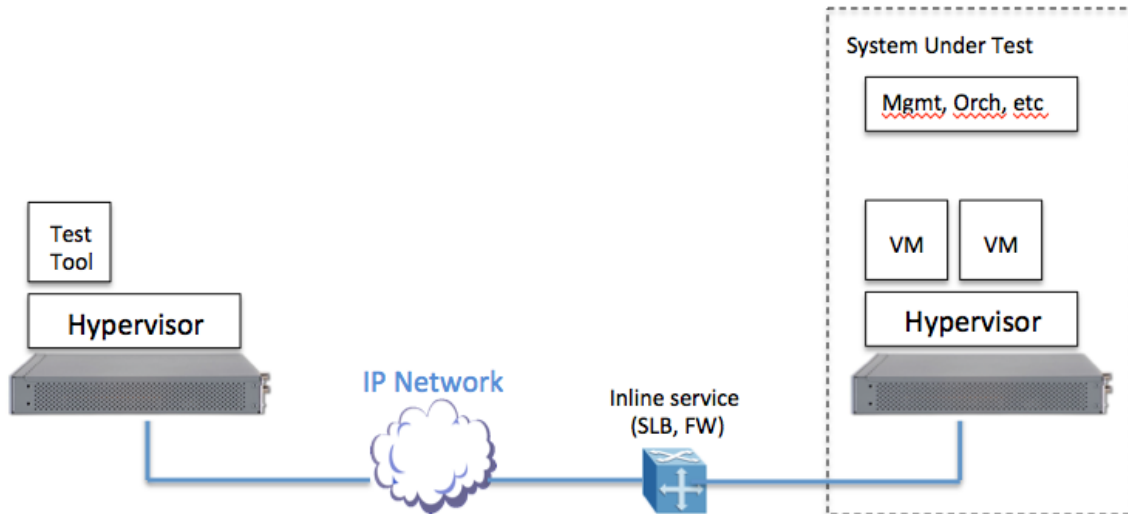 System Under Test
Mgmt, Orch, etc
Test
Tool
VM
VM
Hypervisor
Hypervisor
IP Network
Inline service
(SLB, FW)